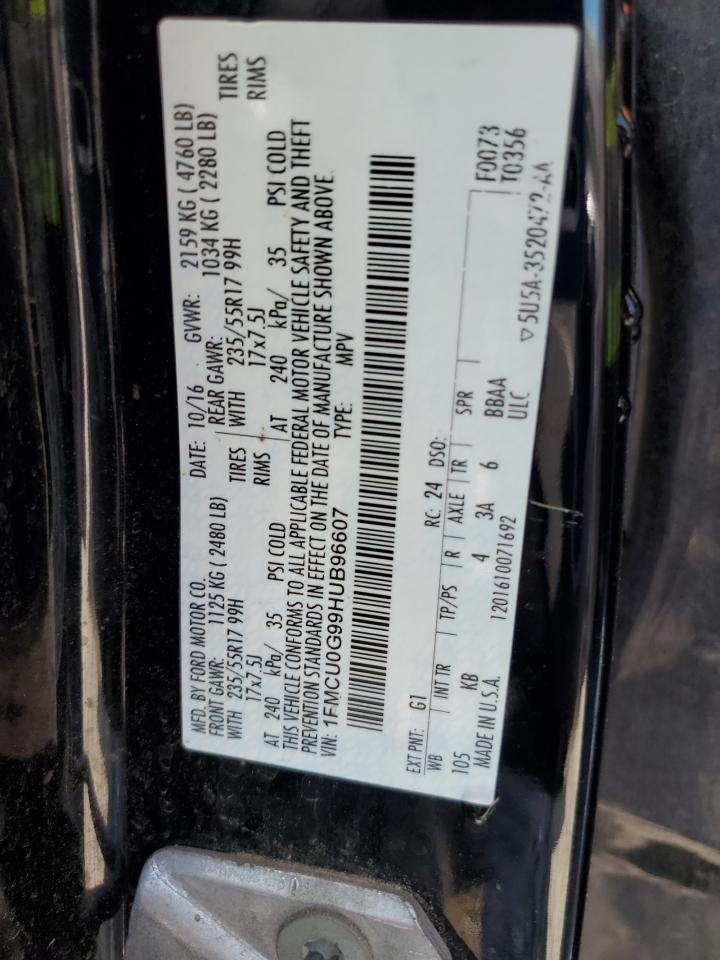 MFD. BY FORD MOTOR CO. DATE: 10/16 GVWR: 2159 KG ( 4760 LB)
FRONT GAWR: 1125 KG ( 2480 LB) REAR GAWR: 1034 KG ( 2280 LB)
WITH 235/55R17 99H TIRES WITH 235/55R17 99H TIRES
17x7.5J RIMS 17x7.5J RIMS
AT 240 kPa/ 35 PSI COLD AT 240 kPa/ 35 PSI COLD
THIS VEHICLE CONFORMS TO ALL APPLICABLE FEDERAL MOTOR VEHICLE SAFETY AND THEFT
PREVENTION STANDARDS IN EFFECT ON THE DATE OF MANUFACTURE SHOWN ABOVE.
VIN: 1FMCU0G99HUB96607 TYPE: MPV
EXT PNT: G1 RC: 24 DSO: F0073
WB INT TR TP/PS R AXLE TR SPR T0356
105 KB 4 3A 6 BBAA
MADE IN U.S.A. 1201610071692 ULC
5U5A-3520472-AA